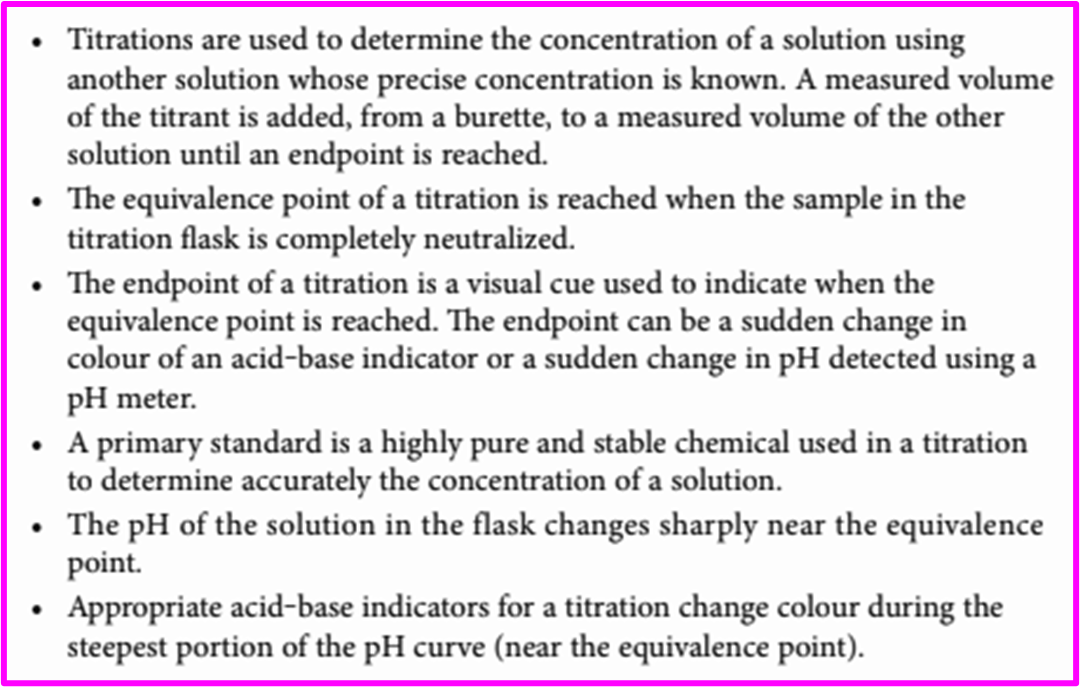 • Titrations are used to determine the concentration of a solution using
another solution whose precise concentration is known. A measured volume
of the titrant is added, from a burette, to a measured volume of the other
solution until an endpoint is reached.
• The equivalence point of a titration is reached when the sample in the
titration flask is completely neutralized.
• The endpoint of a titration is a visual cue used to indicate when the
equivalence point is reached. The endpoint can be a sudden change in
colour of an acid-base indicator or a sudden change in pH detected using a
pH meter.
• A primary standard is a highly pure and stable chemical used in a titration
to determine accurately the concentration of a solution.
• The pH of the solution in the flask changes sharply near the equivalence
point.
• Appropriate acid-base indicators for a titration change colour during the
steepest portion of the pH curve (near the equivalence point).